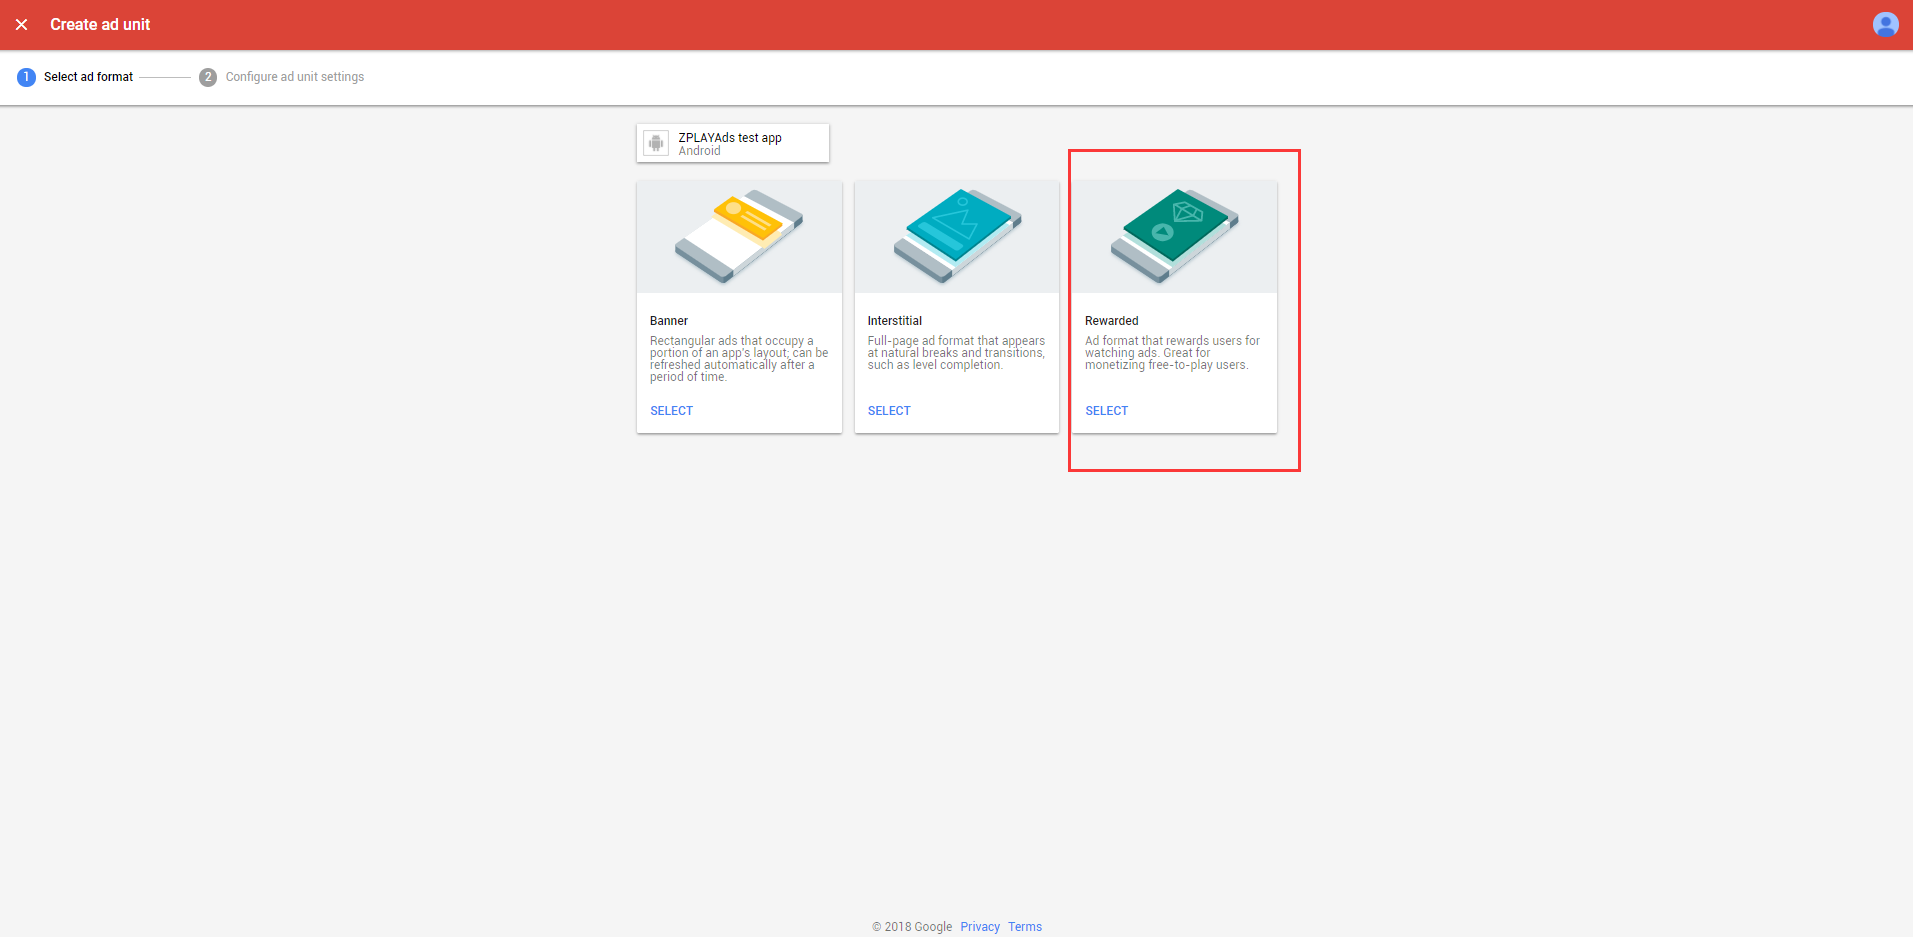 Create ad unit
1 Select ad format 2 Configure ad unit settings
ZPLAYAds test app
Android
Banner
Rectangular ads that occupy a
portion of an app's layout; can be
refreshed automatically after a
period of time.
SELECT
Interstitial
Full-page ad format that appears
at natural breaks and transitions,
such as level completion.
SELECT
Rewarded
Ad format that rewards users for
watching ads. Great for
monetizing free-to-play users.
SELECT
© 2018 Google Privacy Terms